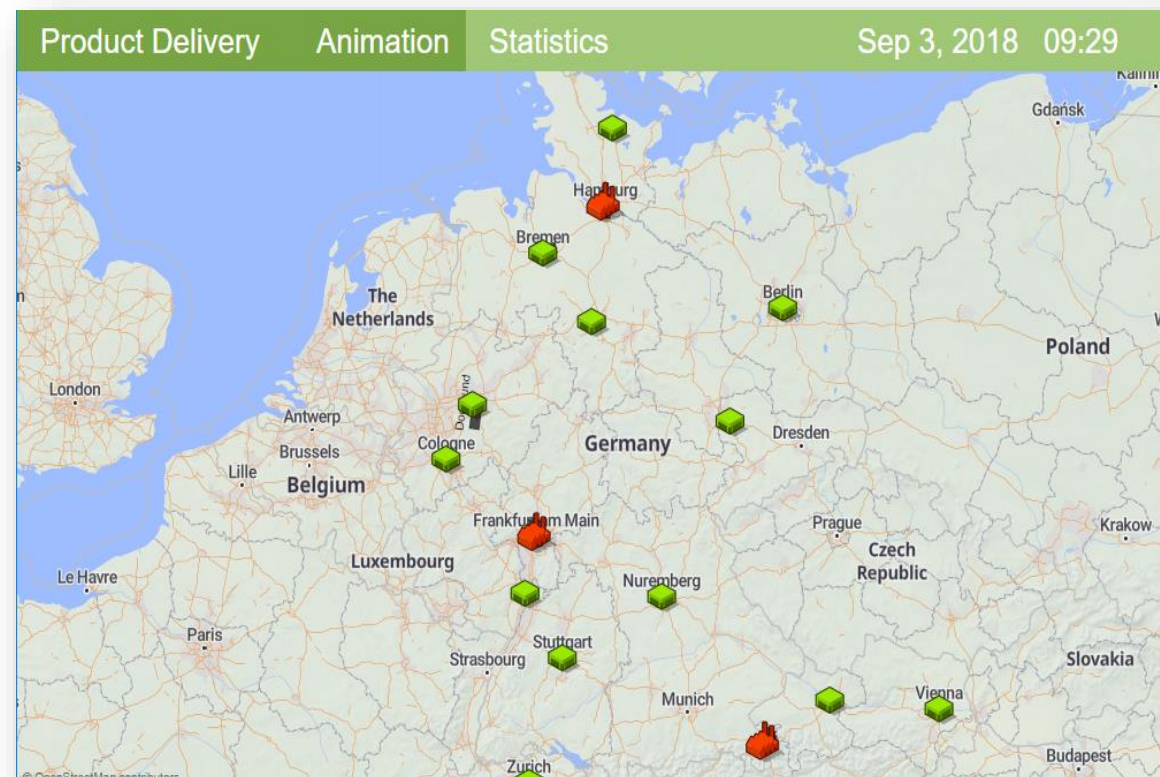 Product Delivery Animation Statistics Sep 3, 2018 09:29
Gdańsk
Hamburg
Bremen
Berlin
The
Netherlands
Poland
London
Antwerp
Cologne
Germany
Dresden
Brussels
Lille
Belgium
Frankfurt am Main
Prague
Krakow
Luxembourg
Czech
Republic
Le Havre
Nuremberg
Paris
Stuttgart
Strasbourg
Slovakia
Munich
Vienna
Zurich
Budapest
© OpenStreetMap contributors